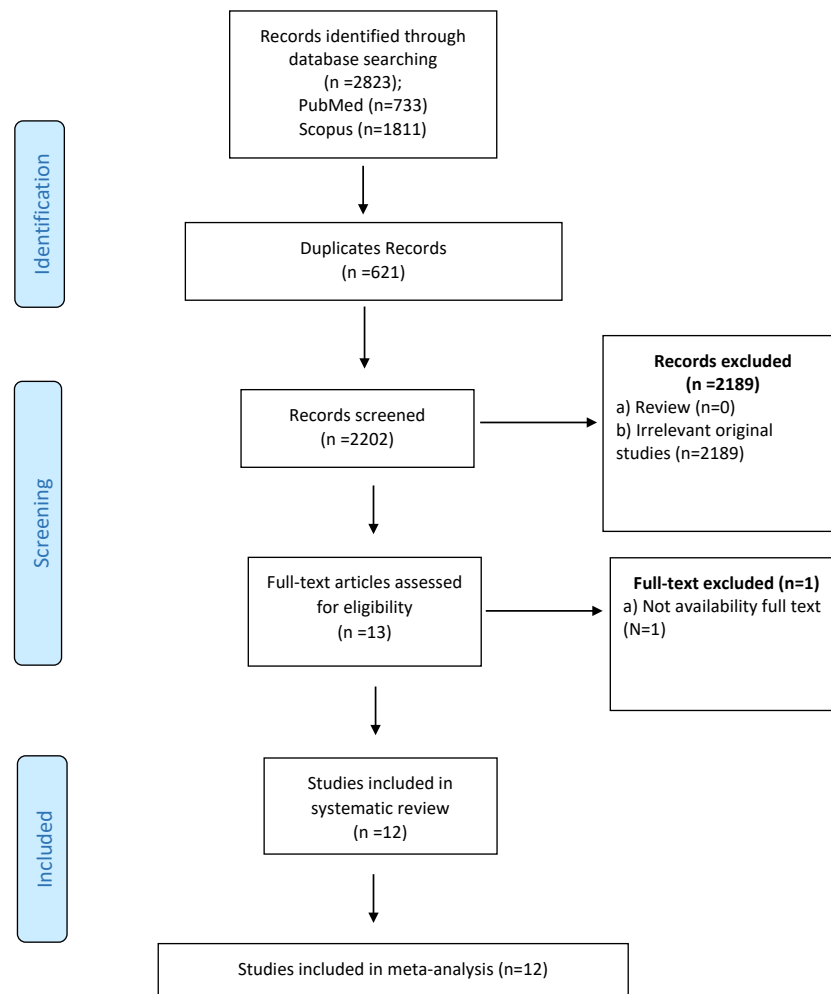 Records identified through
database searching
(n =2823);
PubMed (n=733)
Scopus (n=1811)
Identification
Duplicates Records
(n =621)
Records screened
(n =2202)
Records excluded
(n =2189)
a) Review (n=0)
b) Irrelevant original
studies (n=2189)
Screening
Full-text articles assessed
for eligibility
(n =13)
Full-text excluded (n=1)
a) Not availability full text
(N=1)
Studies included in
systematic review
(n =12)
Included
Studies included in meta-analysis (n=12)